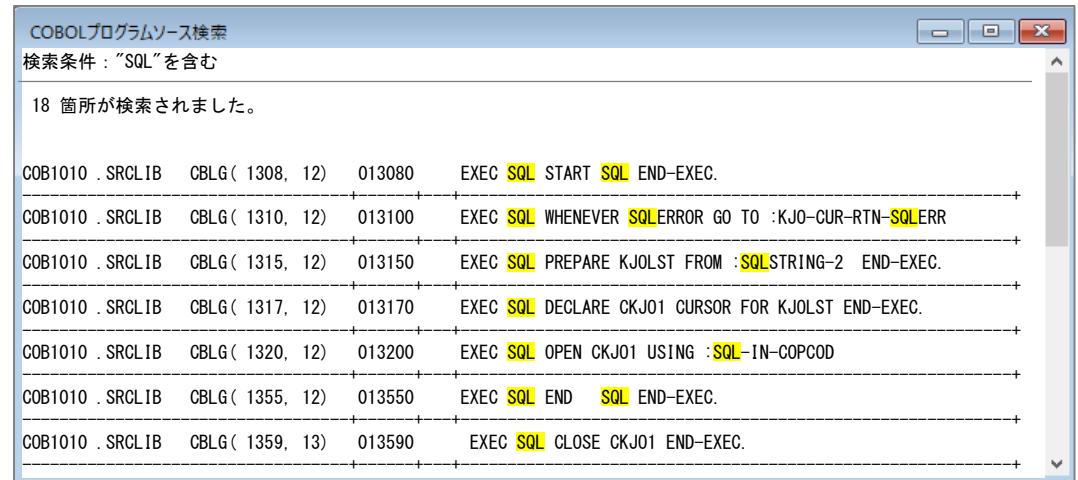 COBOLプログラムソース検索
検索条件："SQL"を含む
18 箇所が検索されました。
COB1010 .SRCLIB CBLG( 1308, 12) 013080 EXEC SQL START SQL END-EXEC.
COB1010 .SRCLIB CBLG( 1310, 12) 013100 EXEC SQL WHENEVER SQLERROR GO TO :KJO-CUR-RTN-SQLERR
COB1010 .SRCLIB CBLG( 1315, 12) 013150 EXEC SQL PREPARE KJOLST FROM :SQLSTRING-2 END-EXEC.
COB1010 .SRCLIB CBLG( 1317, 12) 013170 EXEC SQL DECLARE CKJO1 CURSOR FOR KJOLST END-EXEC.
COB1010 .SRCLIB CBLG( 1320, 12) 013200 EXEC SQL OPEN CKJO1 USING :SQL-IN-COPCOD
COB1010 .SRCLIB CBLG( 1355, 12) 013550 EXEC SQL END SQL END-EXEC.
COB1010 .SRCLIB CBLG( 1359, 13) 013590 EXEC SQL CLOSE CKJO1 END-EXEC.